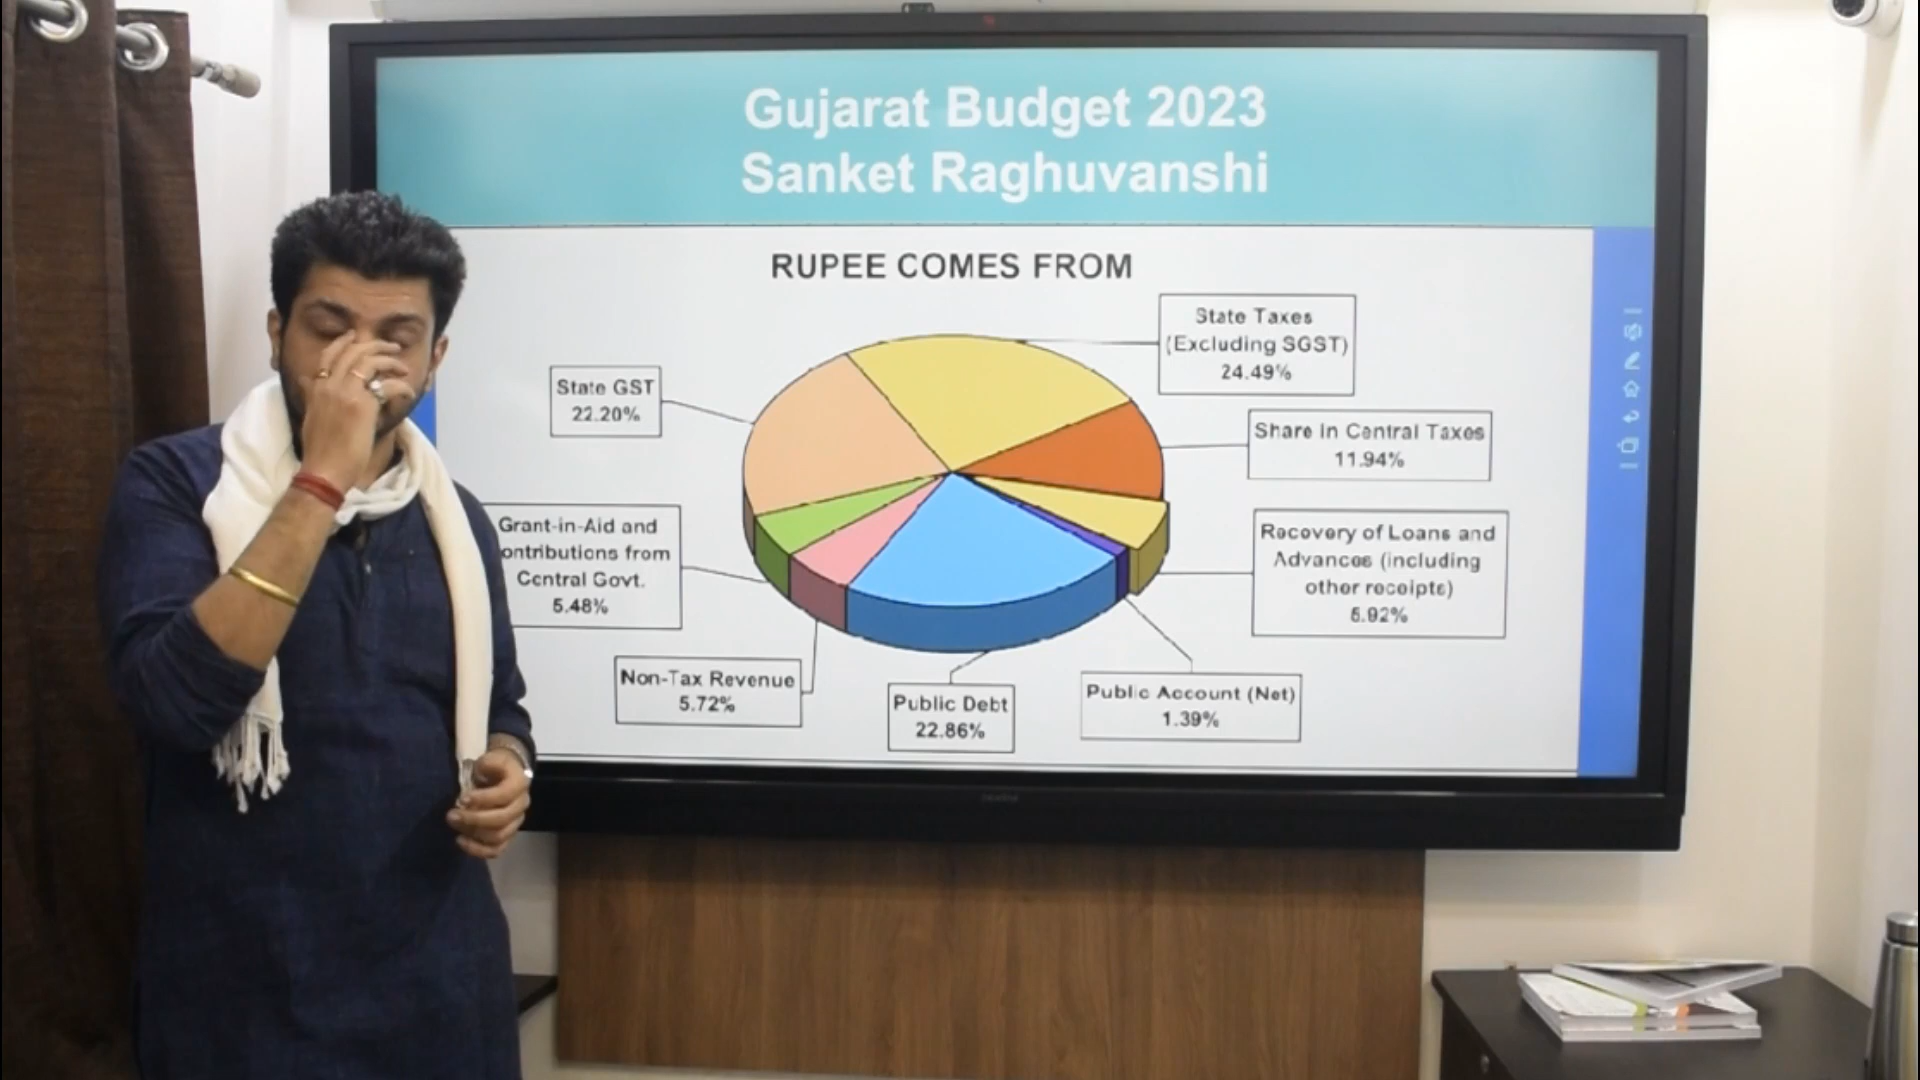 Gujarat Budget 2023
Sanket Raghuvanshi
RUPEE COMES FROM
State Taxes
(Excluding SGST)
24.49%
State GST
22.20%
Share in Central Taxes
11.94%
Grant-in-Aid and
ontributions from
Central Govt.
5.48%
Recovery of Loans and
Advances (including
other receipts)
5.92%
Non-Tax Revenue
5.72%
Public Debt
22.86%
Public Account (Net)
1.39%